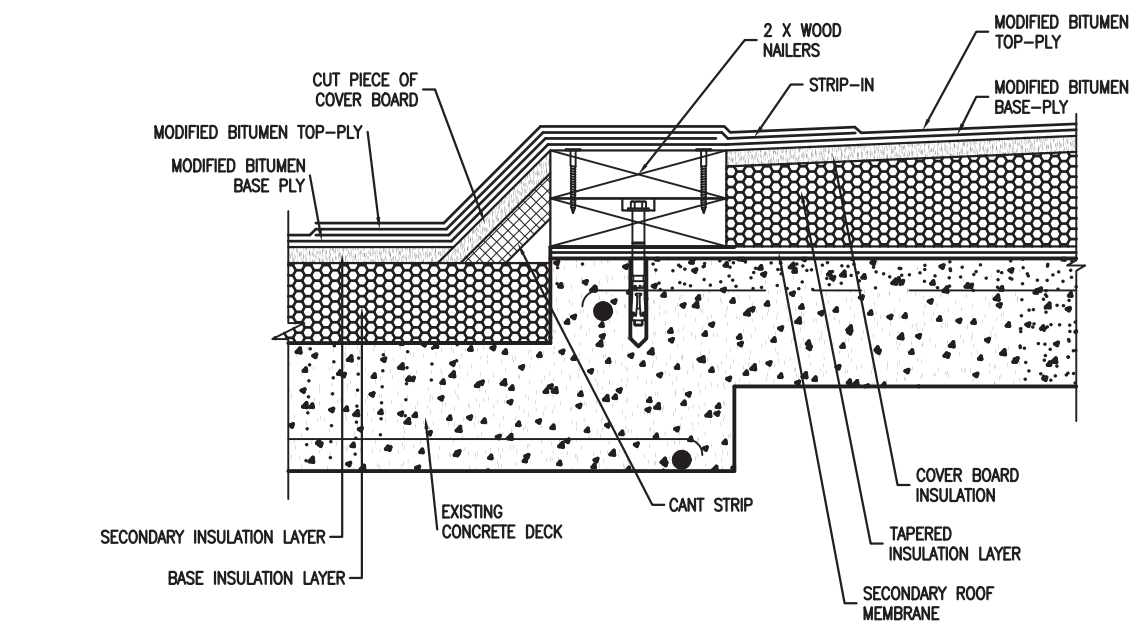 2 X WOOD
NAILERS
MODIFIED BITUMEN
TOP-PLY
CUT PIECE OF
COVER BOARD
STRIP-IN
MODIFIED BITUMEN
BASE-PLY
MODIFIED BITUMEN TOP-PLY
MODIFIED BITUMEN
BASE PLY
COVER BOARD
INSULATION
CANT STRIP
EXISTING
CONCRETE DECK
SECONDARY INSULATION LAYER
TAPERED
INSULATION LAYER
BASE INSULATION LAYER
SECONDARY ROOF
MEMBRANE